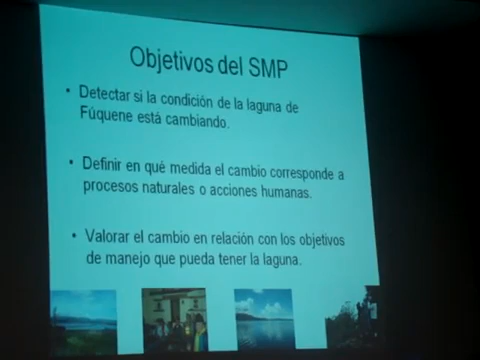 Objetivos del SMP
• Detectar si la condición de la laguna de
Fúquene está cambiando.
• Definir en qué medida el cambio corresponde a
procesos naturales o acciones humanas.
• Valorar el cambio en relación con los objetivos
de manejo que pueda tener la laguna.